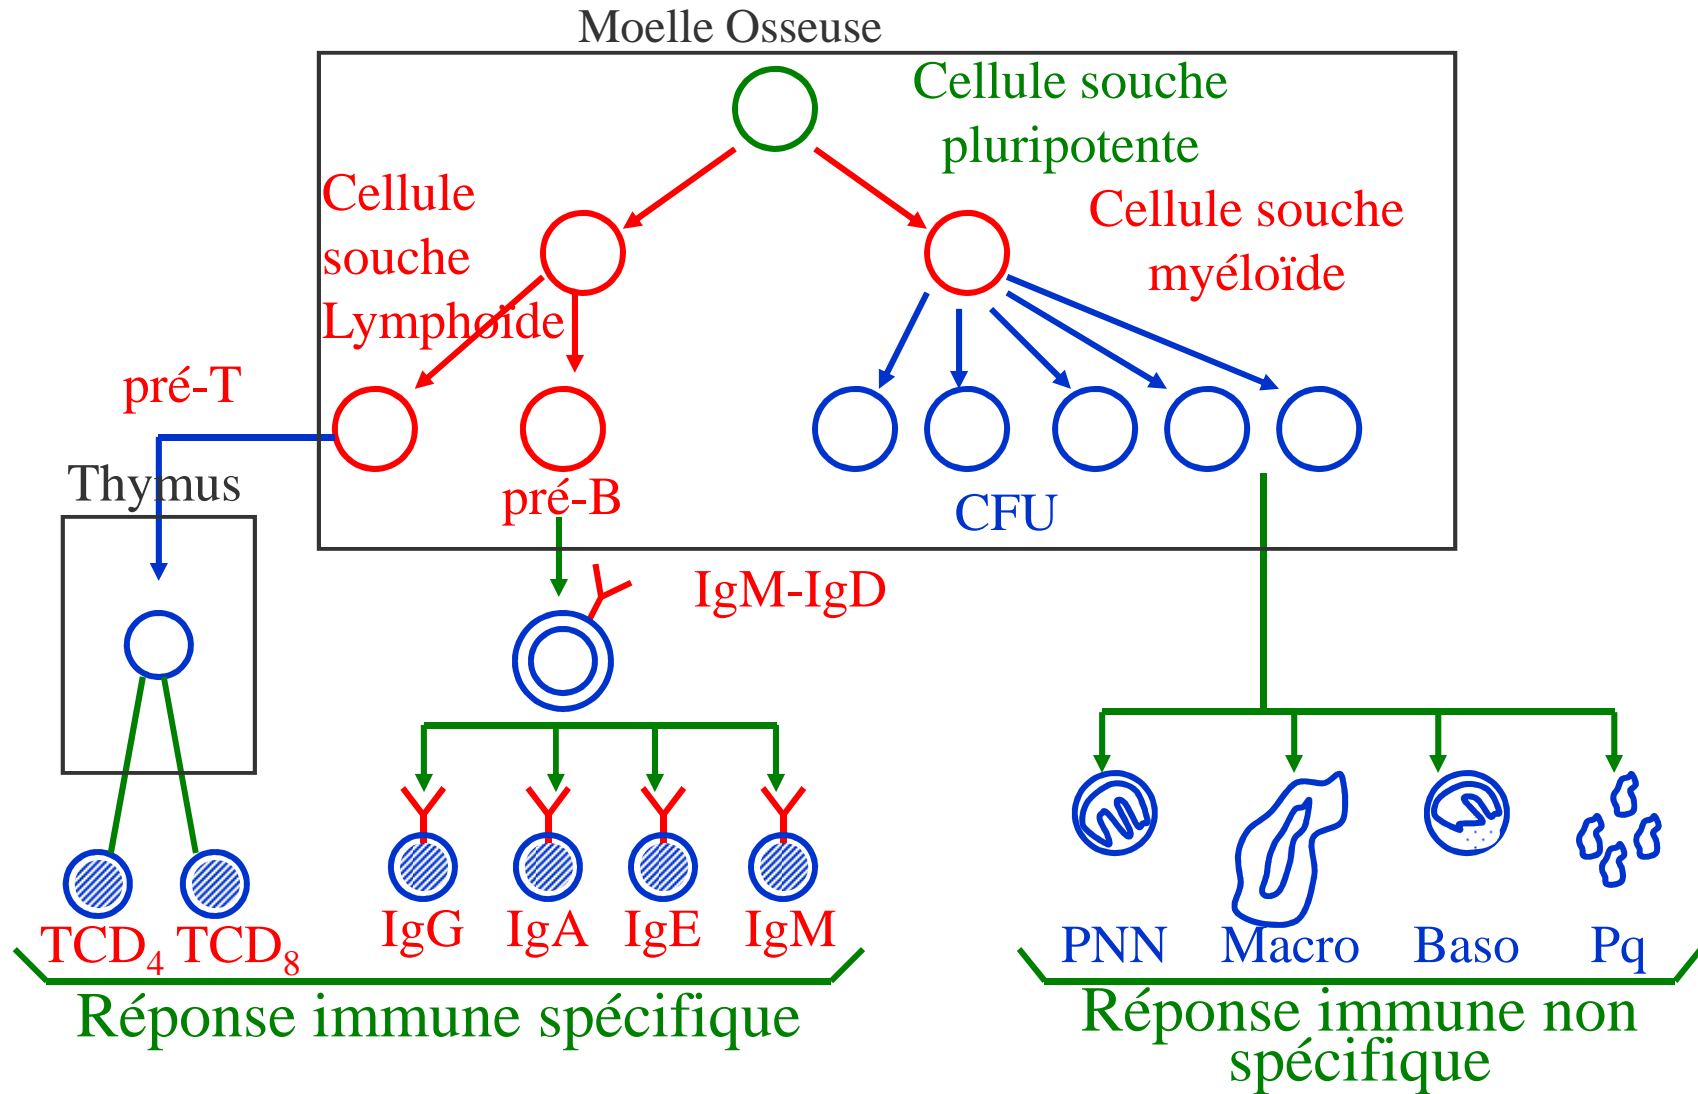 Moelle Osseuse
Cellule souche
pluripotente
Cellule
souche
Lymphoïde
Cellule souche
myéloïde
pré-T
Thymus
pré-B
CFU
IgM-IgD
TCD4 TCD8
IgG IgA IgE IgM
PNN Macro Baso Pq
Réponse immune spécifique
Réponse immune non
spécifique